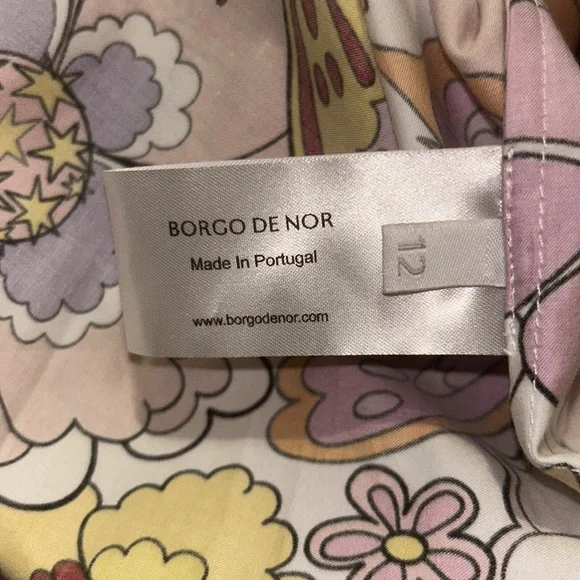 BORGO DE NOR
Made In Portugal
12
www.borgodenor.com